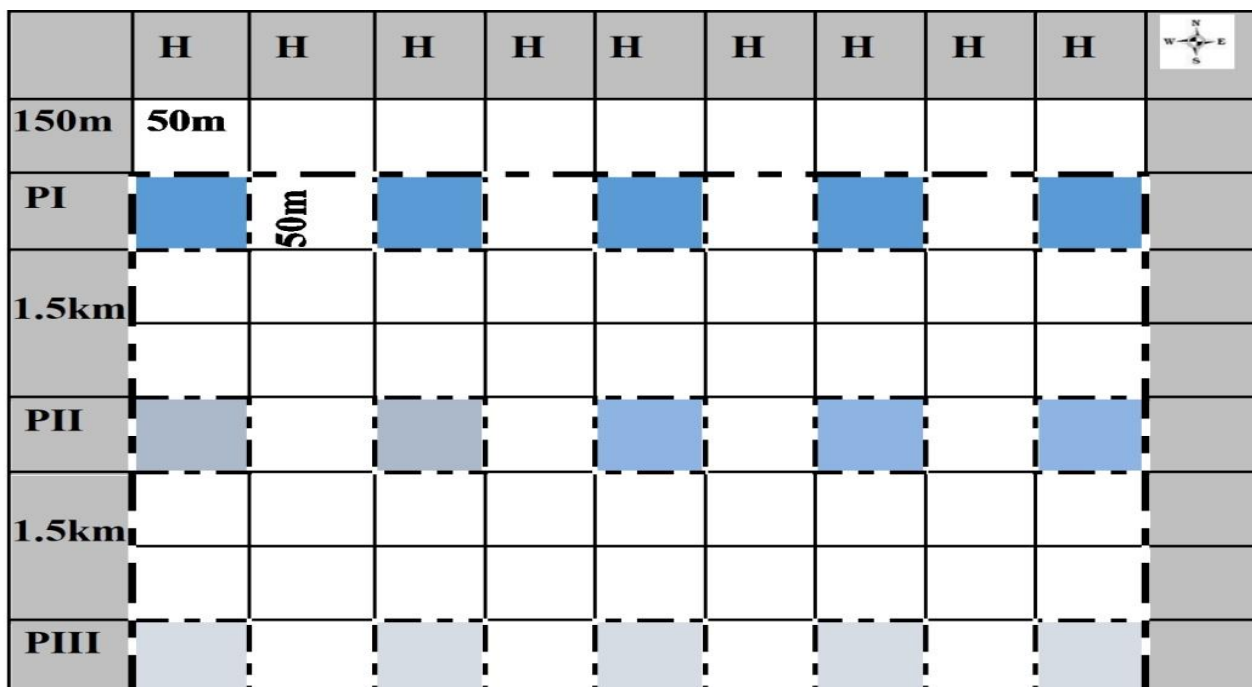 H H H H H H H H H
N
W E
S
150m 50m
PI
50m
1.5km
PII
1.5km
PIII